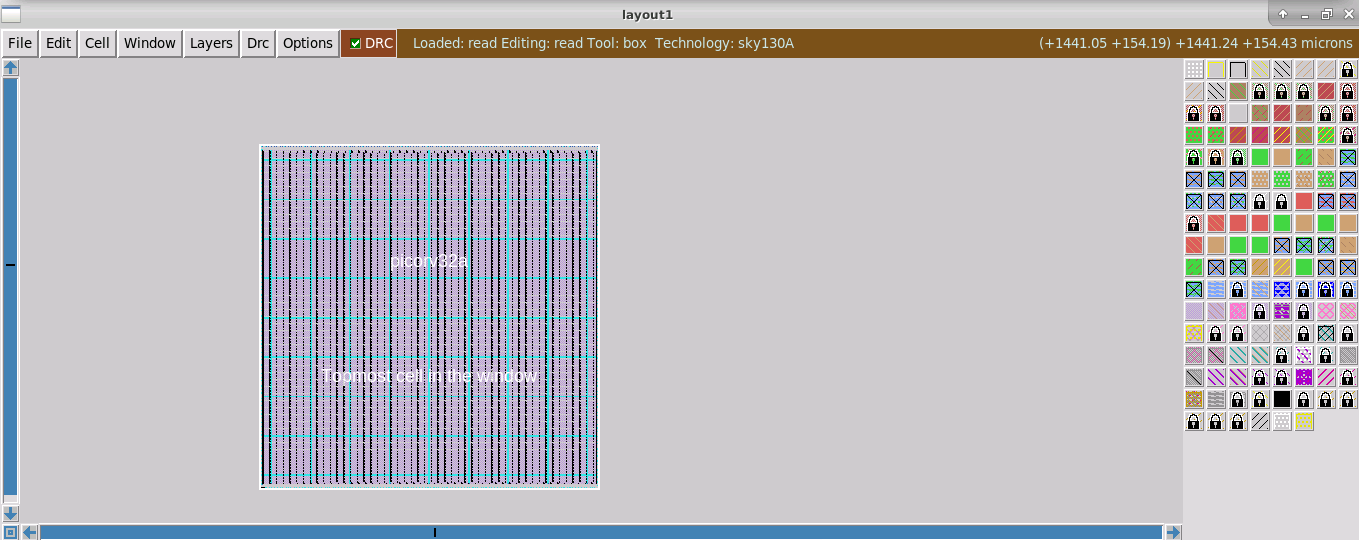 layout1
File Edit Cell Window Layers Drc Options DRC Loaded: read Editing: read Tool: box Technology: sky130A (+1441.05 +154.19) +1441.24 +154.43 microns
picorv32a
Topmost cell in the window